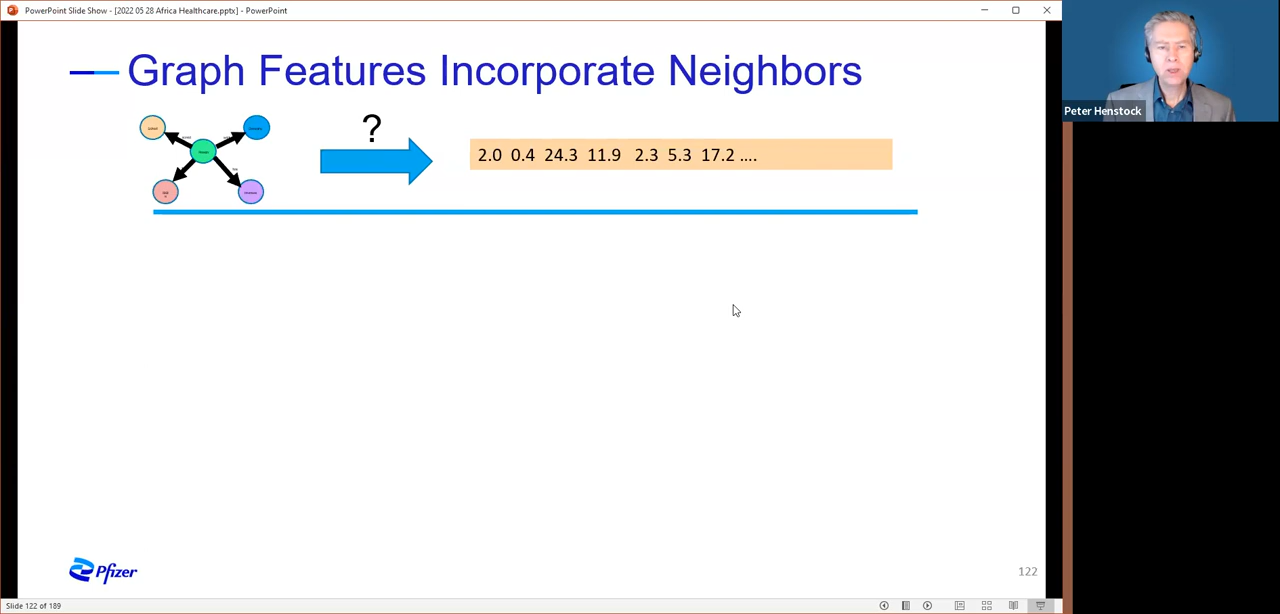 PowerPoint Slide Show - [2022 05 28 Africa Healthcare.pptx] - PowerPoint
Graph Features Incorporate Neighbors
?
2.0 0.4 24.3 11.9 2.3 5.3 17.2 ....
Peter Henstock
Pfizer
122
Slide 122 of 189